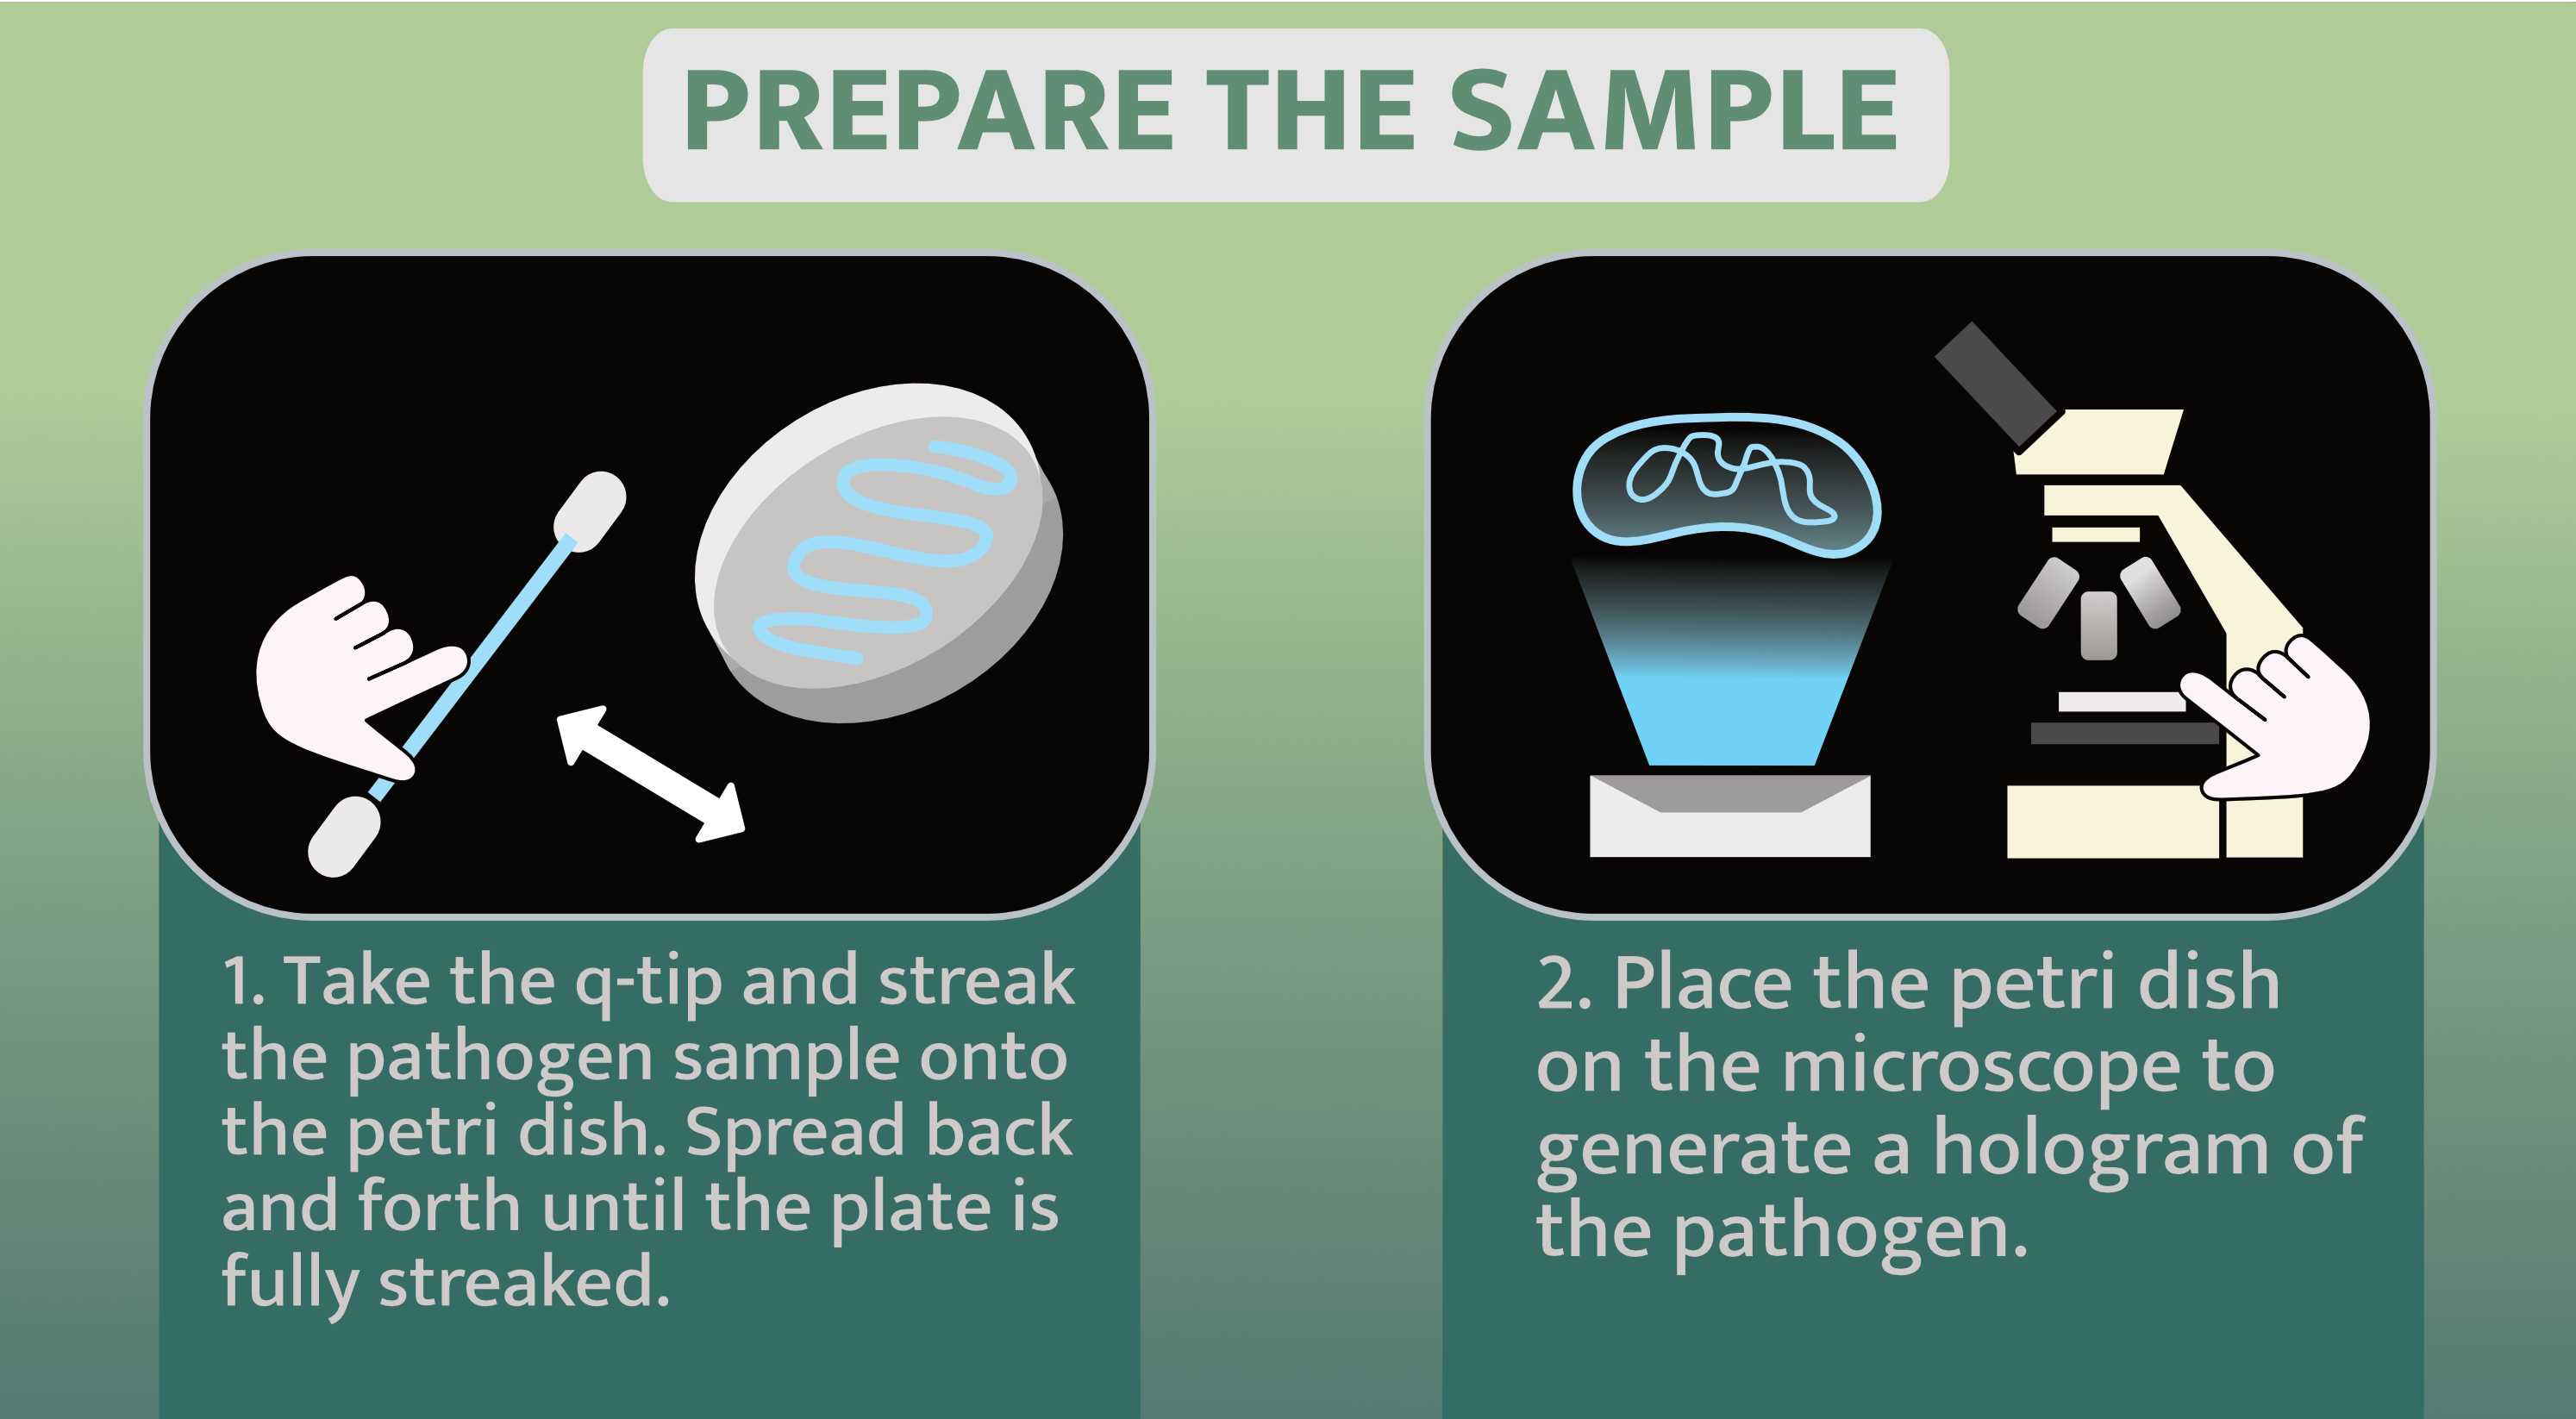 PREPARE THE SAMPLE
1. Take the q-tip and streak
the pathogen sample onto
the petri dish. Spread back
and forth until the plate is
fully streaked.
2. Place the petri dish
on the microscope to
generate a hologram of
the pathogen.